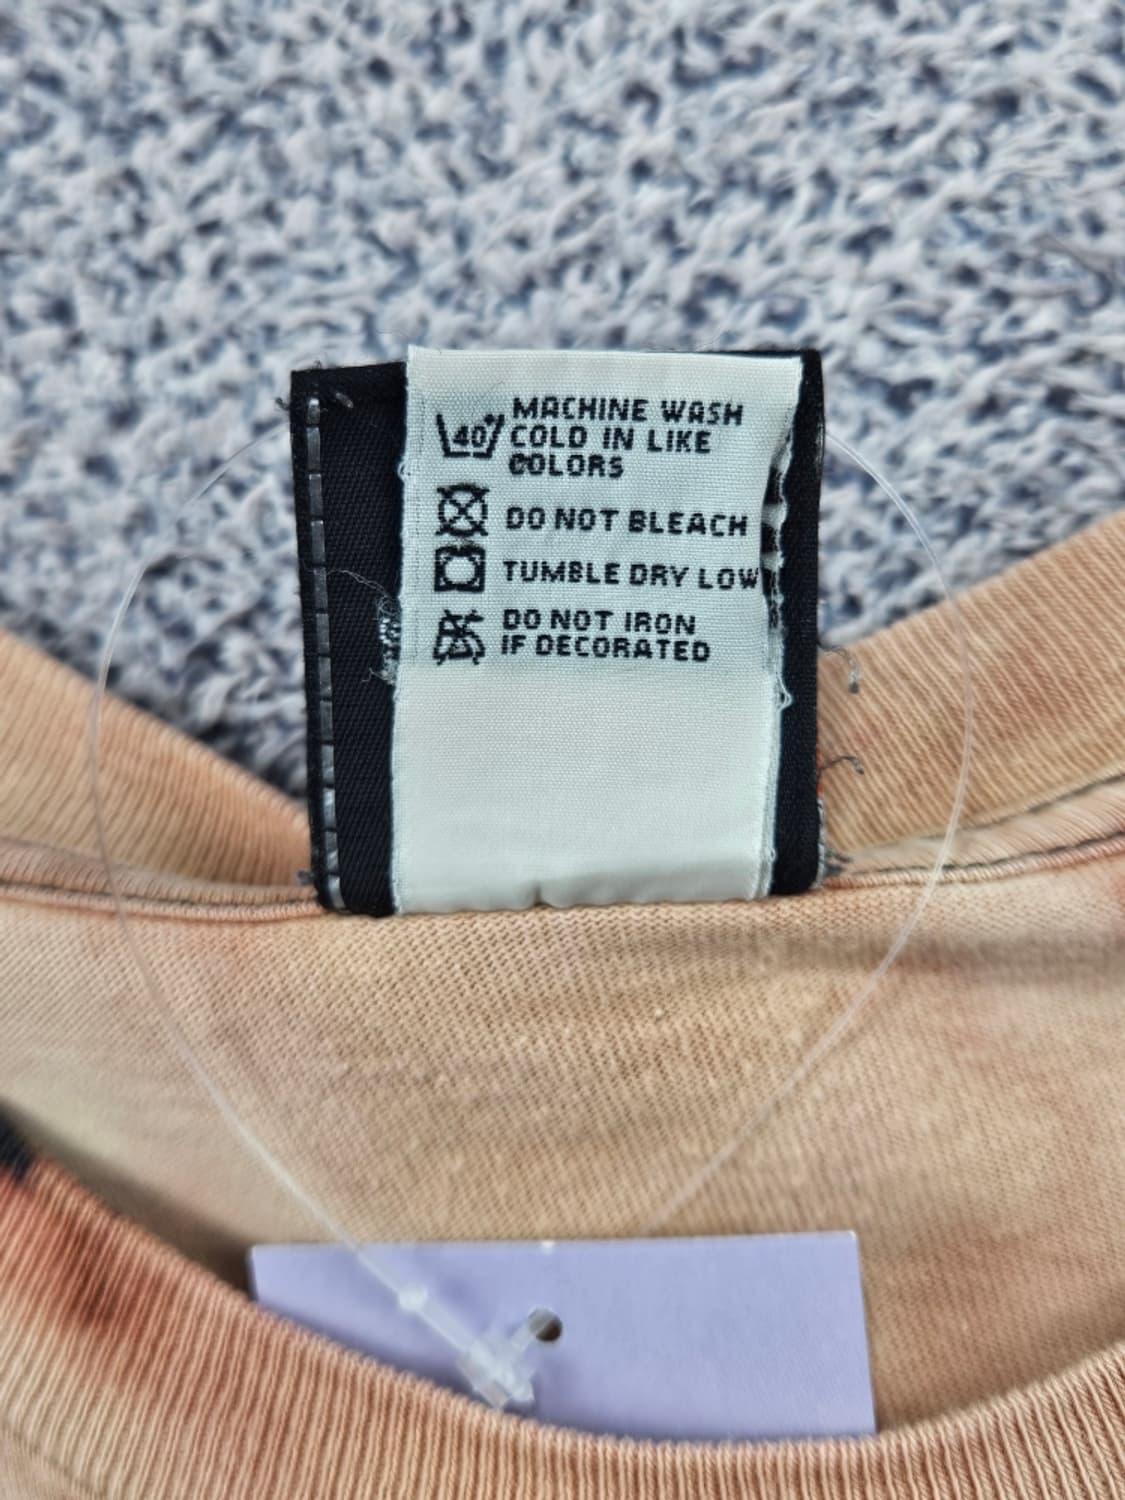 40° MACHINE WASH
COLD IN LIKE
COLORS
DO NOT BLEACH
TUMBLE DRY LOW
DO NOT IRON
IF DECORATED